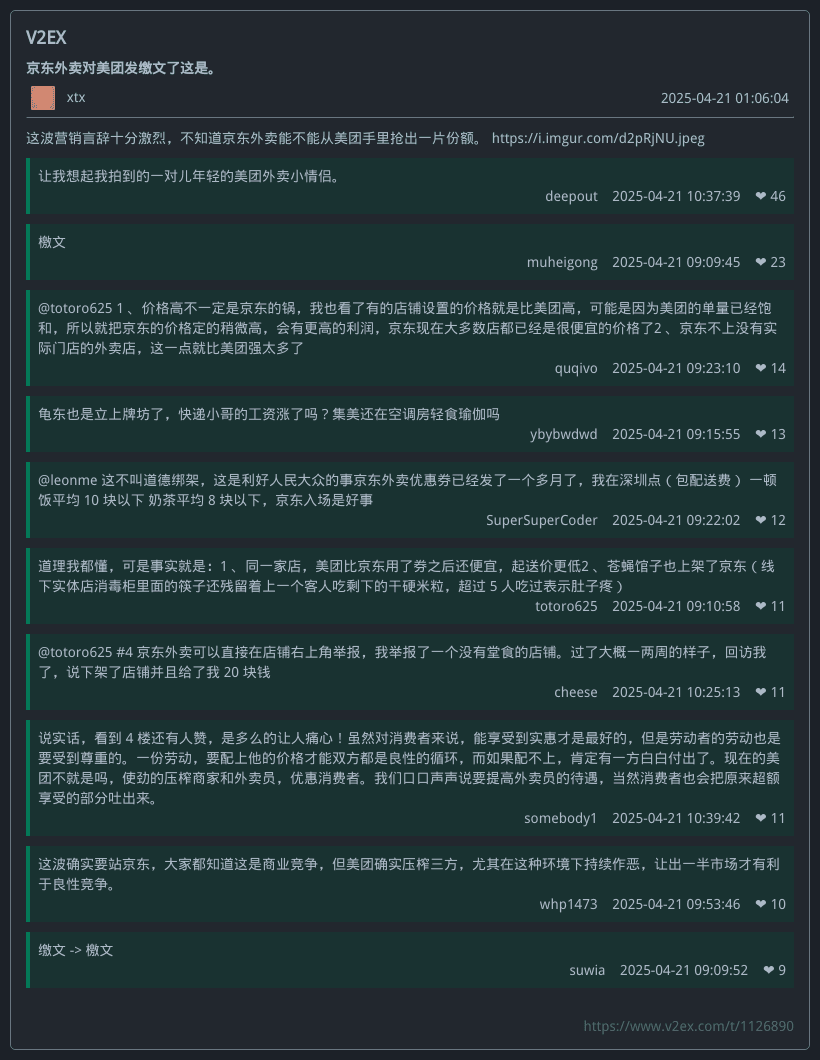 V2EX
京东外卖对美团发缴文了这是。
xtx 2025-04-21 01:06:04
这波营销言辞十分激烈，不知道京东外卖能不能从美团手里抢出一片份额。 https://i.imgur.com/d2pRjNU.jpeg
让我想起我拍到的一对儿年轻的美团外卖小情侣。
deepout 2025-04-21 10:37:39 ❤ 46
檄文
muheigong 2025-04-21 09:09:45 ❤ 23
@totoro625 1 、价格高不一定是京东的锅，我也看了有的店铺设置的价格就是比美团高，可能是因为美团的单量已经饱
和，所以就把京东的价格定的稍微高，会有更高的利润，京东现在大多数店都已经是很便宜的价格了2 、京东不上没有实
际门店的外卖店，这一点就比美团强太多了
quqivo 2025-04-21 09:23:10 ❤ 14
龟东也是立上牌坊了，快递小哥的工资涨了吗？集美还在空调房轻食瑜伽吗
ybybwdwd 2025-04-21 09:15:55 ❤ 13
@leonme 这不叫道德绑架，这是利好人民大众的事京东外卖优惠券已经发了一个多月了，我在深圳点（包配送费） 一顿
饭平均 10 块以下 奶茶平均 8 块以下，京东入场是好事
SuperSuperCoder 2025-04-21 09:22:02 ❤ 12
道理我都懂，可是事实就是：1 、同一家店，美团比京东用了券之后还便宜，起送价更低2 、苍蝇馆子也上架了京东（线
下实体店消毒柜里面的筷子还残留着上一个客人吃剩下的干硬米粒，超过 5 人吃过表示肚子疼）
totoro625 2025-04-21 09:10:58 ❤ 11
@totoro625 #4 京东外卖可以直接在店铺右上角举报，我举报了一个没有堂食的店铺。过了大概一两周的样子，回访我
了，说下架了店铺并且给了我 20 块钱
cheese 2025-04-21 10:25:13 ❤ 11
说实话，看到 4 楼还有人赞，是多么的让人痛心！虽然对消费者来说，能享受到实惠才是最好的，但是劳动者的劳动也是
要受到尊重的。一份劳动，要配上他的价格才能双方都是良性的循环，而如果配不上，肯定有一方白白付出了。现在的美
团不就是吗，使劲的压榨商家和外卖员，优惠消费者。我们口口声声说要提高外卖员的待遇，当然消费者也会把原来超额
享受的部分吐出来。
somebody1 2025-04-21 10:39:42 ❤ 11
这波确实要站京东，大家都知道这是商业竞争，但美团确实压榨三方，尤其在这种环境下持续作恶，让出一半市场才有利
于良性竞争。
whp1473 2025-04-21 09:53:46 ❤ 10
缴文 -> 檄文
suwia 2025-04-21 09:09:52 ❤ 9
https://www.v2ex.com/t/1126890